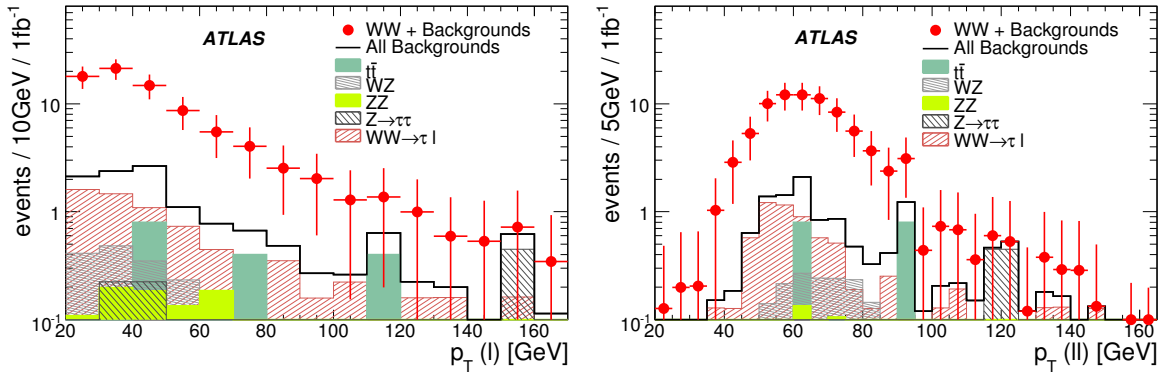 events / 10GeV / 1fb⁻¹
10
1
10⁻¹
ATLAS
WW + Backgrounds
All Backgrounds
tt̄
WZ
ZZ
Z→ττ
WW→τ l
20 40 60 80 100 120 140 160
p_T (l) [GeV]
events / 5GeV / 1fb⁻¹
10
1
10⁻¹
ATLAS
WW + Backgrounds
All Backgrounds
tt̄
WZ
ZZ
Z→ττ
WW→τ l
20 40 60 80 100 120 140 160
p_T (ll) [GeV]